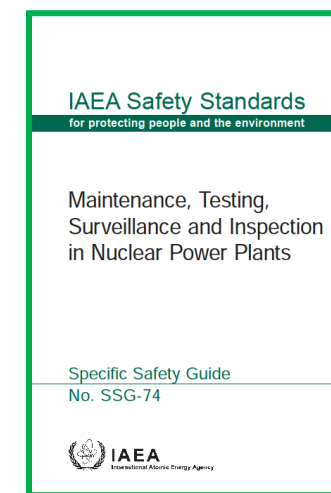 IAEA Safety Standards
for protecting people and the environment
Maintenance, Testing,
Surveillance and Inspection
in Nuclear Power Plants
Specific Safety Guide
No. SSG-74
IAEA
International Atomic Energy Agency